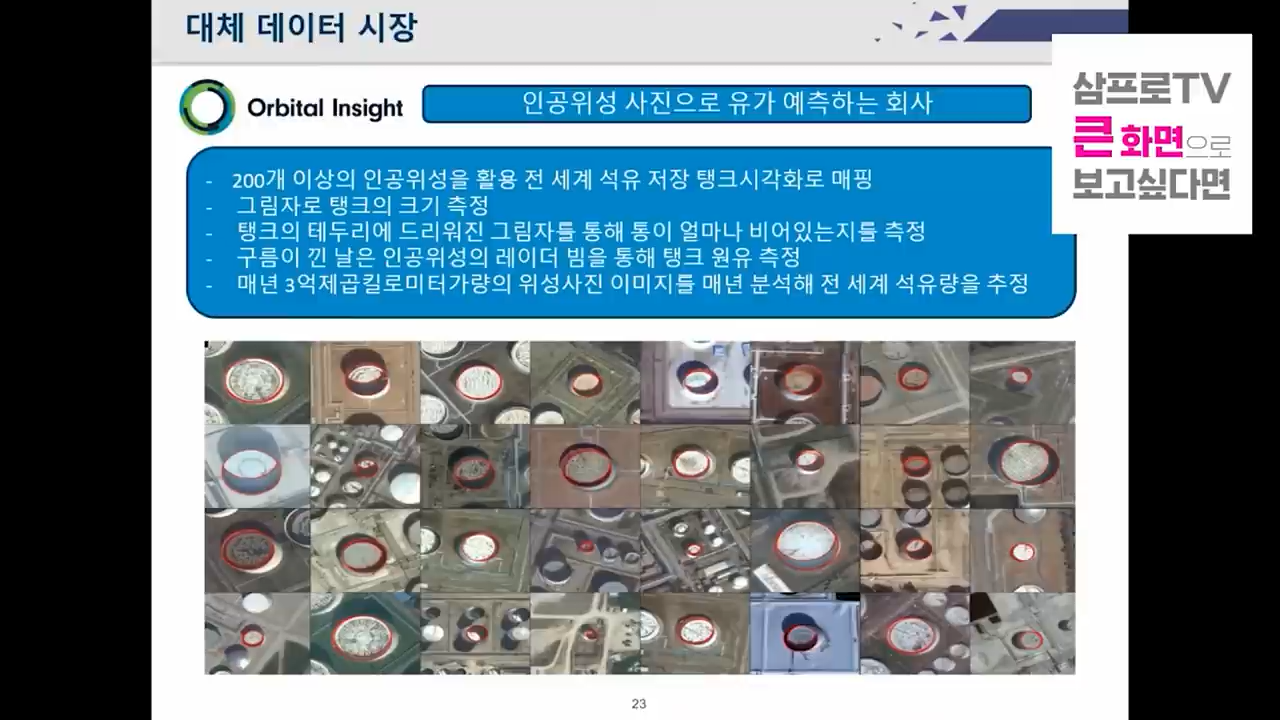 대체 데이터 시장
Orbital Insight
인공위성 사진으로 유가 예측하는 회사
삼프로TV
큰 화면으로
보고싶다면
- 200개 이상의 인공위성을 활용 전 세계 석유 저장 탱크시각화로 매핑
- 그림자로 탱크의 크기 측정
- 탱크의 테두리에 드리워진 그림자를 통해 통이 얼마나 비어있는지를 측정
- 구름이 낀 날은 인공위성의 레이더 빔을 통해 탱크 원유 측정
- 매년 3억제곱킬로미터가량의 위성사진 이미지를 매년 분석해 전 세계 석유량을 추정
23